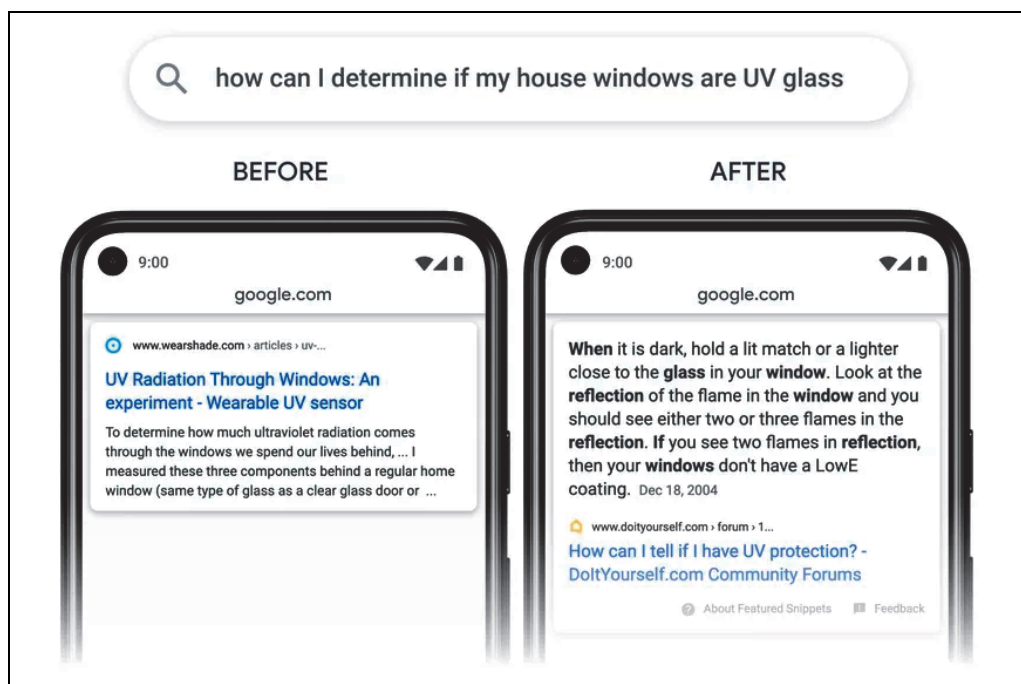 how can I determine if my house windows are UV glass
BEFORE
AFTER
9:00
google.com
www.wearshade.com › articles › uv-...
UV Radiation Through Windows: An
experiment - Wearable UV sensor
To determine how much ultraviolet radiation comes
through the windows we spend our lives behind, ... I
measured these three components behind a regular home
window (same type of glass as a clear glass door or ...
9:00
google.com
When it is dark, hold a lit match or a lighter
close to the glass in your window. Look at the
reflection of the flame in the window and you
should see either two or three flames in the
reflection. If you see two flames in reflection,
then your windows don't have a LowE
coating. Dec 18, 2004
www.doityourself.com › forum › 1...
How can I tell if I have UV protection? -
DoItYourself.com Community Forums
About Featured Snippets Feedback